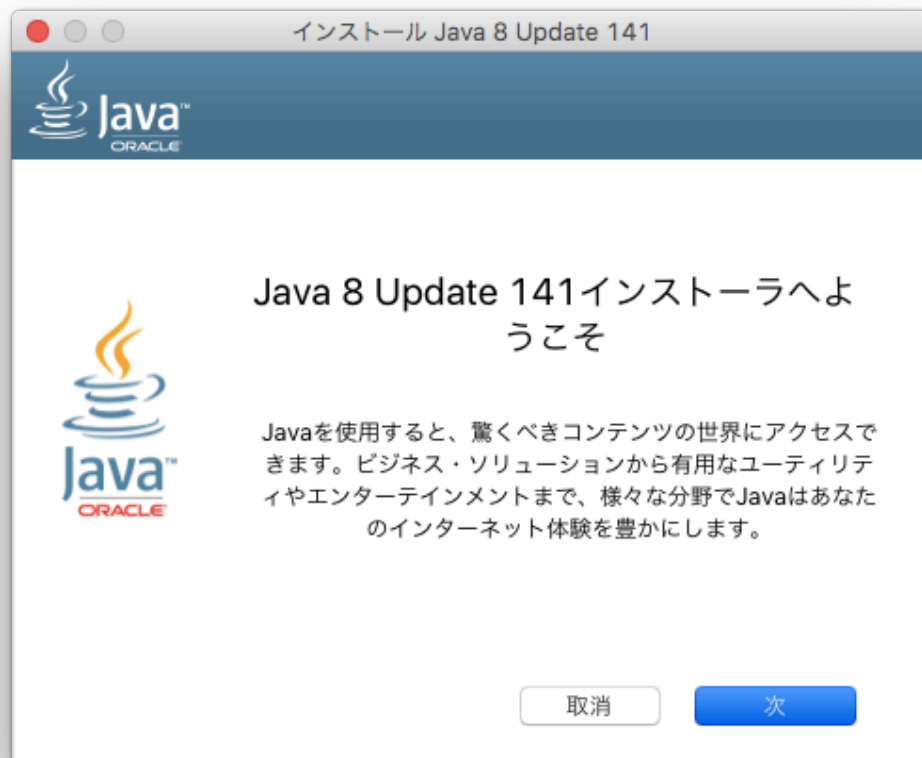 インストール Java 8 Update 141
Java™
ORACLE
Java 8 Update 141インストーラへよ
うこそ
Javaを使用すると、驚くべきコンテンツの世界にアクセスで
きます。ビジネス・ソリューションから有用なユーティリテ
ィやエンターテインメントまで、様々な分野でJavaはあなた
のインターネット体験を豊かにします。
Java™
ORACLE
取消
次